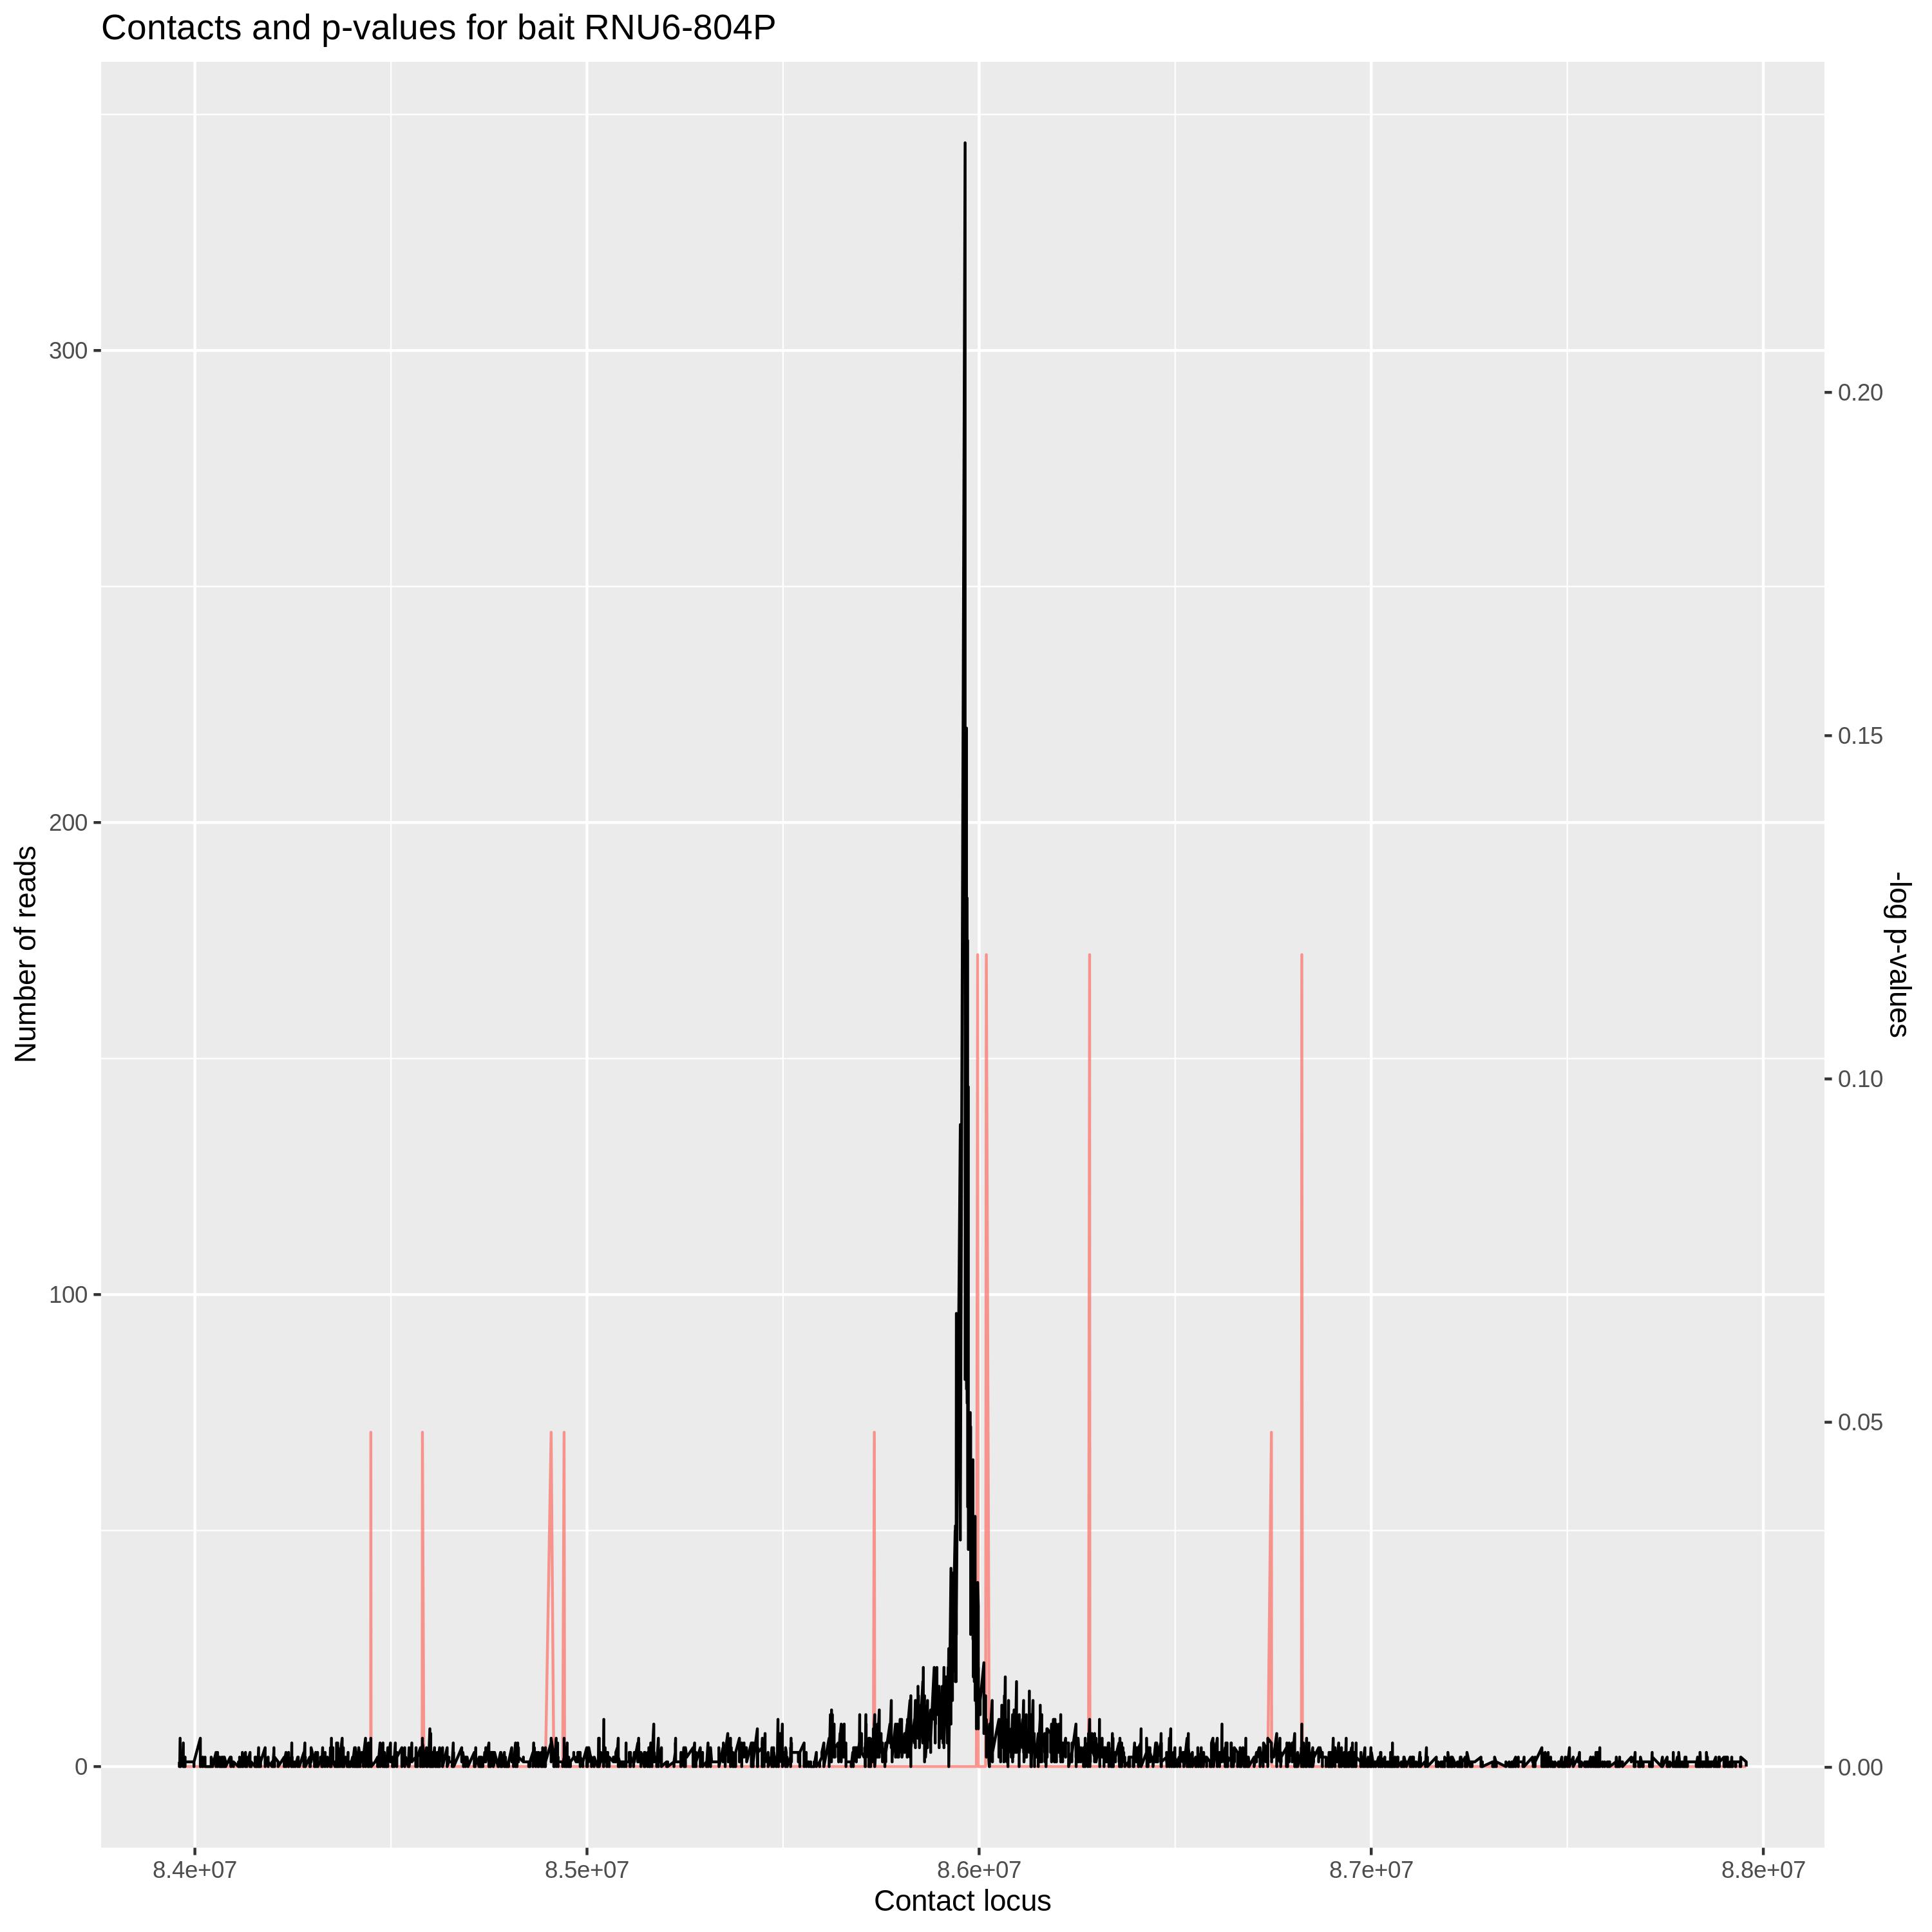 Contacts and p-values for bait RNU6-804P
300
200
100
0
Number of reads
0.20
0.15
0.10
0.05
0.00
-log p-values
8.4e+07 8.5e+07 8.6e+07 8.7e+07 8.8e+07
Contact locus